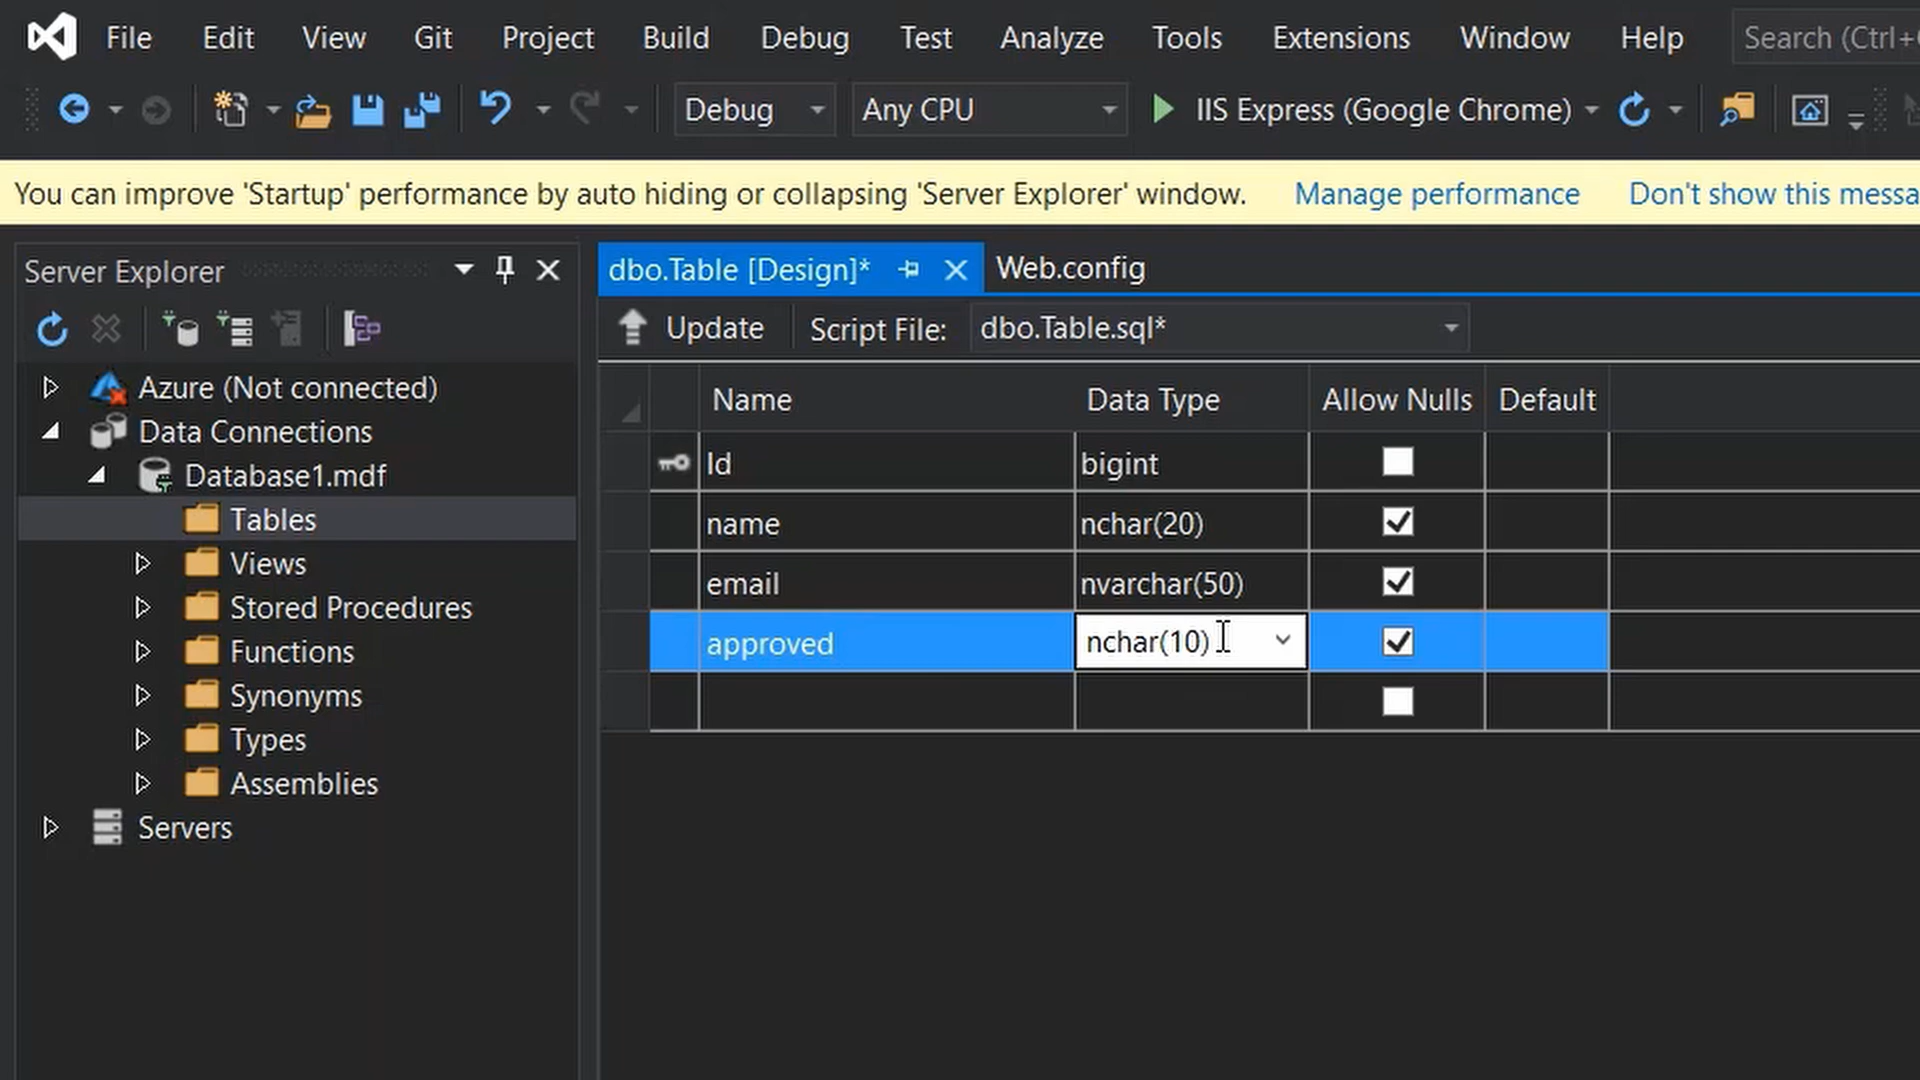 File Edit View Git Project Build Debug Test Analyze Tools Extensions Window Help Search (Ctrl+
Debug Any CPU IIS Express (Google Chrome)
You can improve 'Startup' performance by auto hiding or collapsing 'Server Explorer' window. Manage performance Don't show this messa
Server Explorer
dbo.Table [Design]* Web.config
Update Script File: dbo.Table.sql*
Azure (Not connected)
Data Connections
Database1.mdf
Tables
Views
Stored Procedures
Functions
Synonyms
Types
Assemblies
Servers
Name Data Type Allow Nulls Default
Id bigint
name nchar(20)
email nvarchar(50)
approved nchar(10)